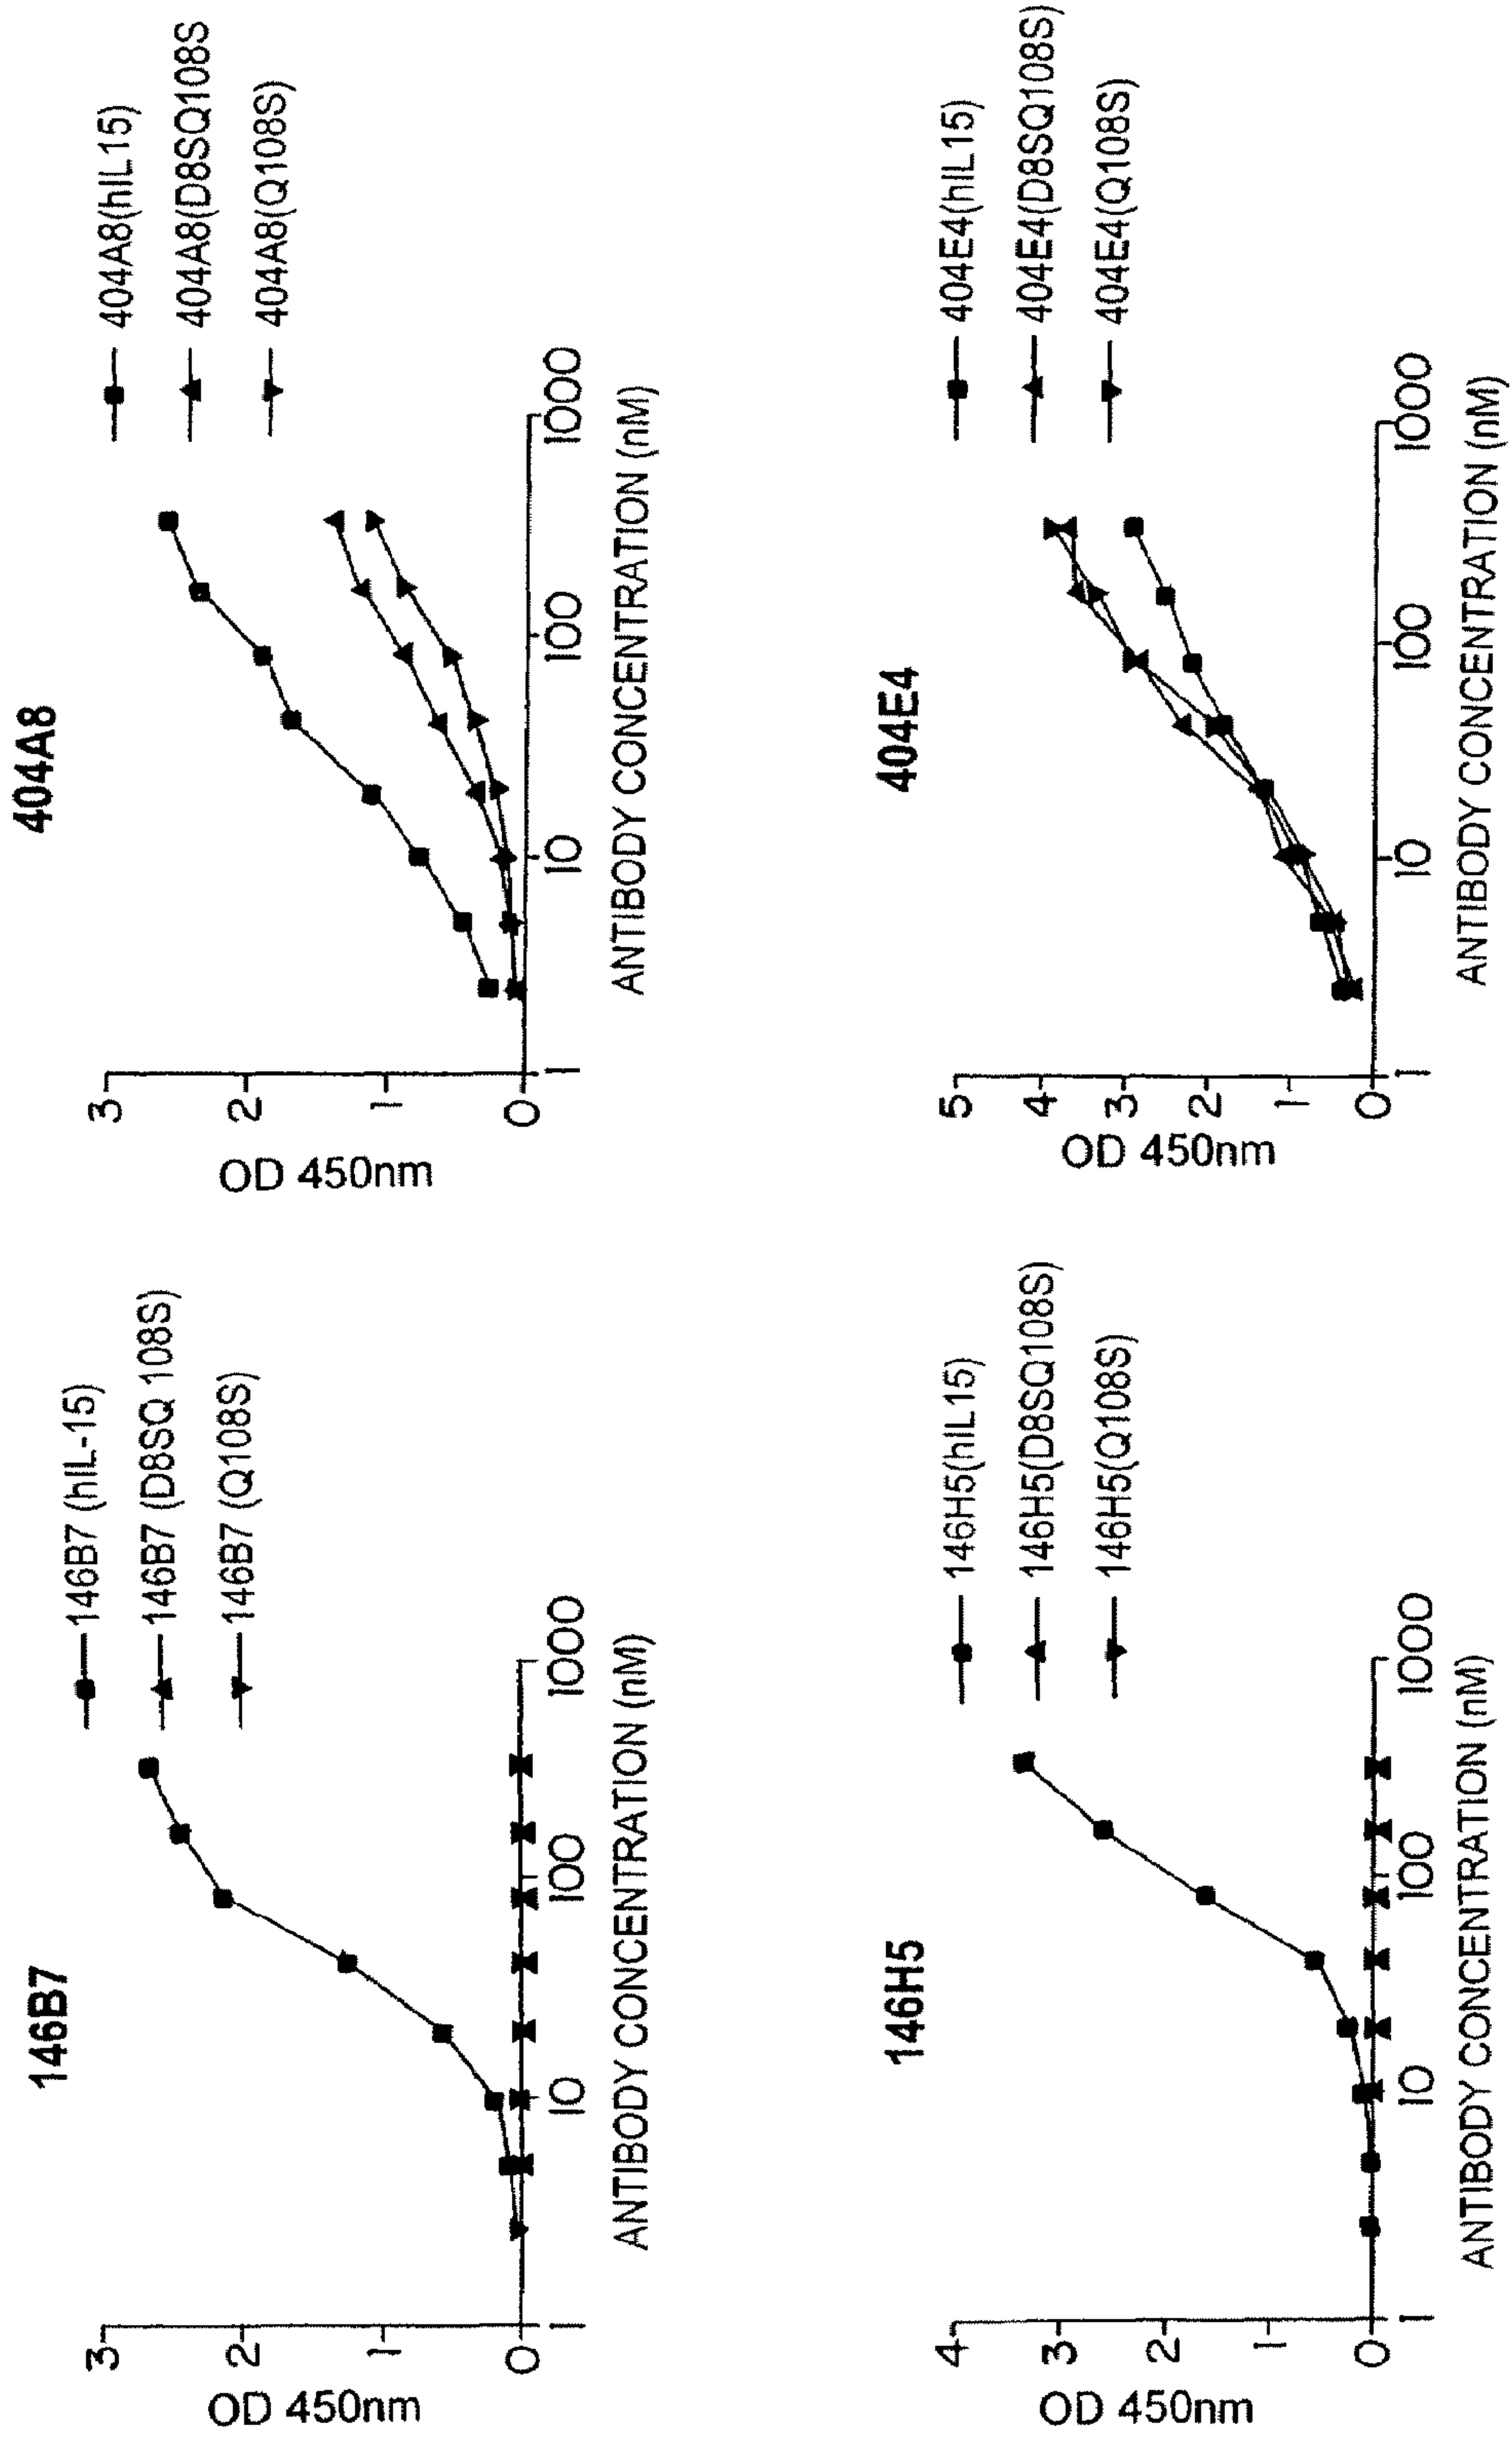 146B7
146B7 (hIL-15)
146B7 (D8SQ 108S)
146B7 (Q108S)
OD 450nm
3
2
1
0
1
10
100
1000
ANTIBODY CONCENTRATION (nM)
404A8
404A8(hIL15)
404A8(D8SQ108S
404A8(Q108S)
OD 450nm
3
2
1
0
1
10
100
1000
ANTIBODY CONCENTRATION (nM)
146H5
146H5(hIL15)
146H5(D8SQ108S)
146H5(Q108S)
OD 450nm
4
3
2
1
0
1
10
100
1000
ANTIBODY CONCENTRATION (nM)
404E4
404E4(hIL15)
404E4(D8SQ108S)
404E4(Q108S)
OD 450nm
5
4
3
2
1
0
1
10
100
1000
ANTIBODY CONCENTRATION (nM)